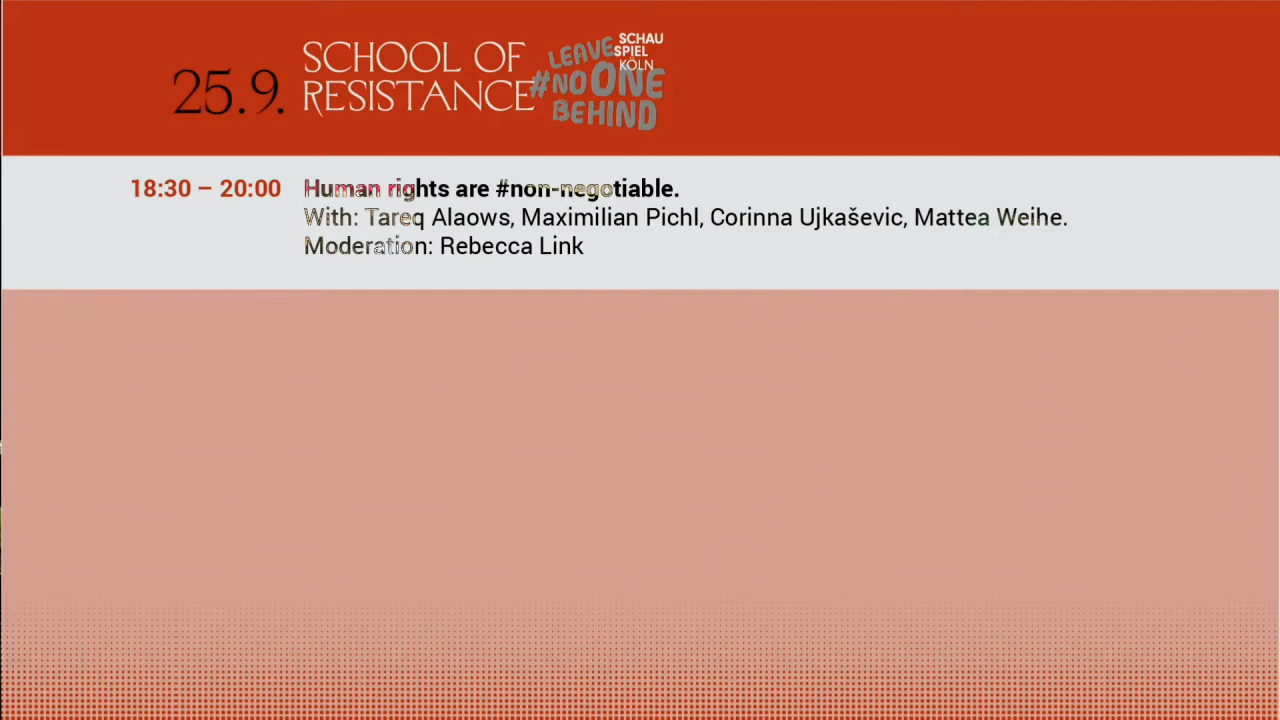 25.9.
SCHOOL OF
RESISTANCE
LEAVE
#NO ONE
BEHIND
SCHAU
SPIEL
KÖLN
18:30 – 20:00 Human rights are #non-negotiable.
With: Tareq Alaows, Maximilian Pichl, Corinna Ujkaševic, Mattea Weihe.
Moderation: Rebecca Link